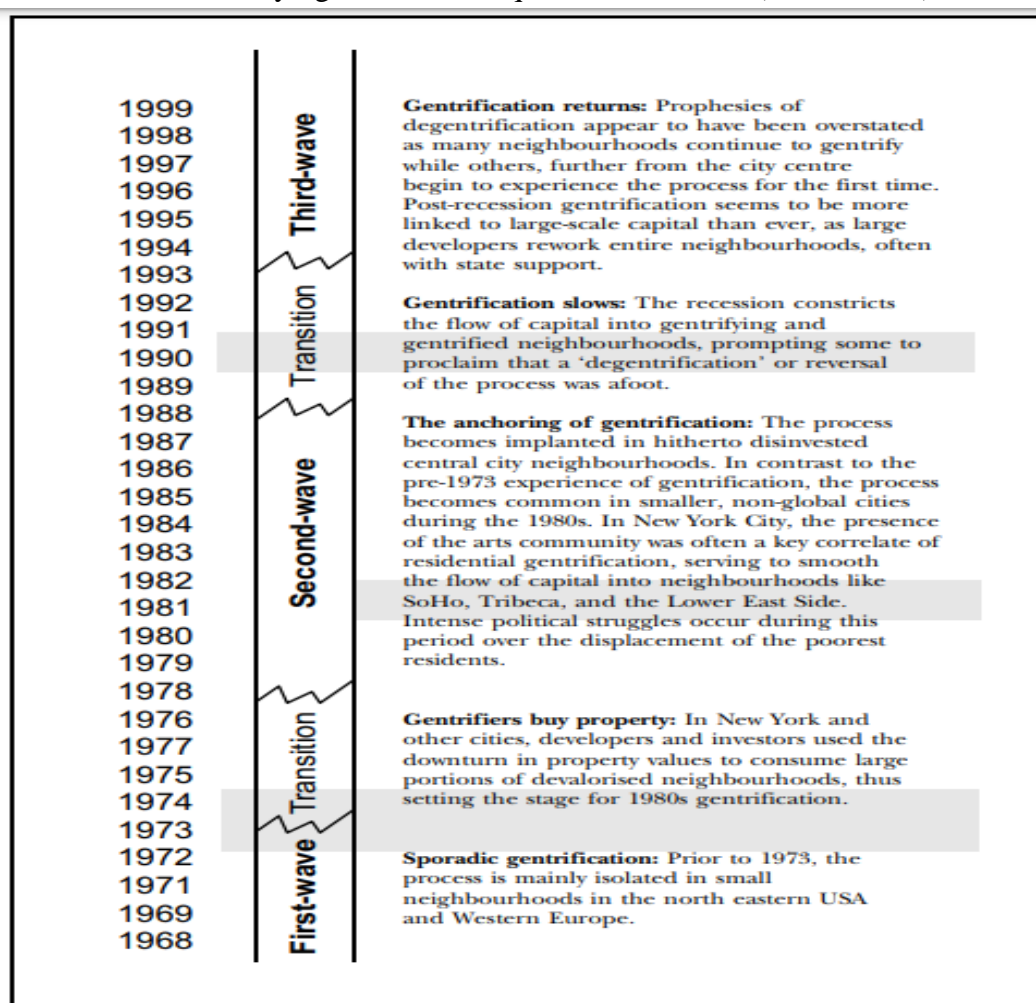 1999
1998
1997
1996
1995
1994
1993
1992
1991
1990
1989
1988
1987
1986
1985
1984
1983
1982
1981
1980
1979
1978
1976
1977
1975
1974
1973
1972
1971
1969
1968
Third-wave
Transition
Second-wave
Transition
First-wave
Gentrification returns: Prophesies of
degentrification appear to have been overstated
as many neighbourhoods continue to gentrify
while others, further from the city centre
begin to experience the process for the first time.
Post-recession gentrification seems to be more
linked to large-scale capital than ever, as large
developers rework entire neighbourhoods, often
with state support.
Gentrification slows: The recession constricts
the flow of capital into gentrifying and
gentrified neighbourhoods, prompting some to
proclaim that a ‘degentrification’ or reversal
of the process was afoot.
The anchoring of gentrification: The process
becomes implanted in hitherto disinvested
central city neighbourhoods. In contrast to the
pre-1973 experience of gentrification, the process
becomes common in smaller, non-global cities
during the 1980s. In New York City, the presence
of the arts community was often a key correlate of
residential gentrification, serving to smooth
the flow of capital into neighbourhoods like
SoHo, Tribeca, and the Lower East Side.
Intense political struggles occur during this
period over the displacement of the poorest
residents.
Gentrifiers buy property: In New York and
other cities, developers and investors used the
downturn in property values to consume large
portions of devalorised neighbourhoods, thus
setting the stage for 1980s gentrification.
Sporadic gentrification: Prior to 1973, the
process is mainly isolated in small
neighbourhoods in the north eastern USA
and Western Europe.